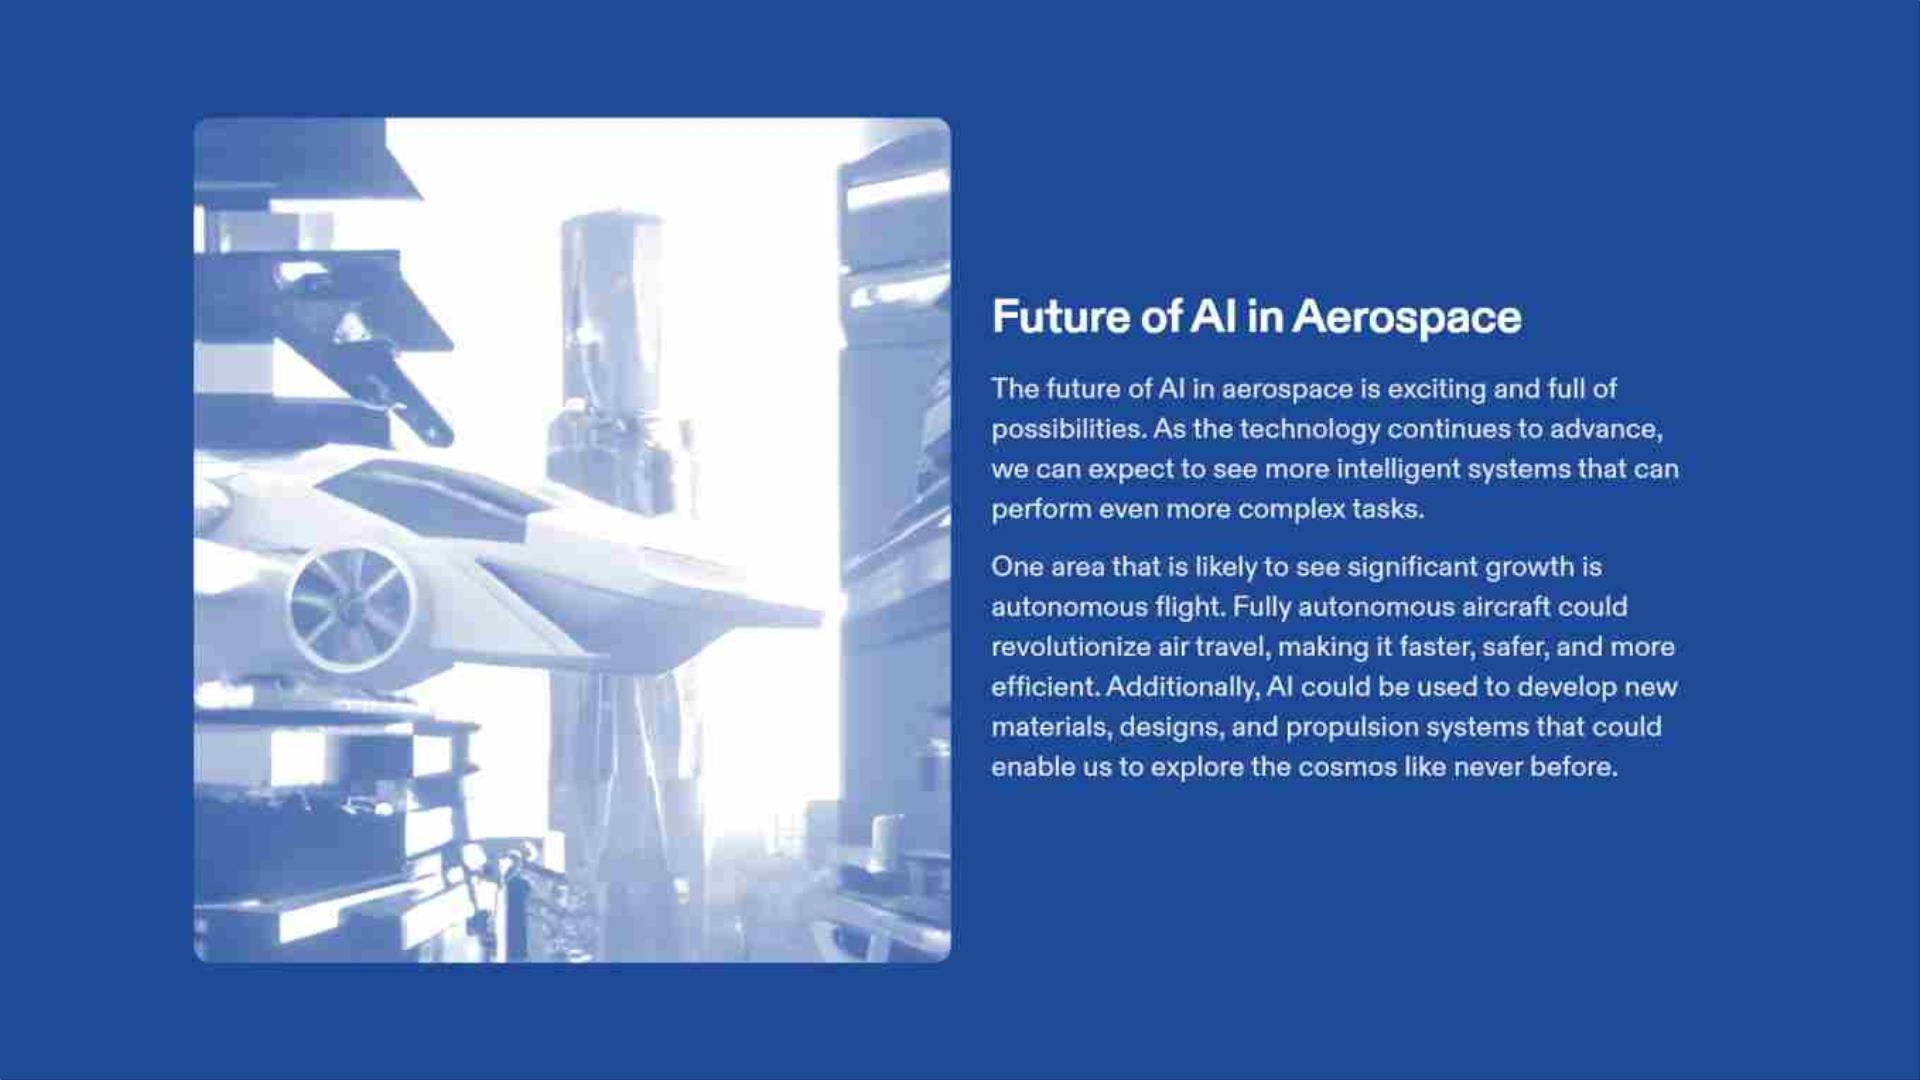 Future of AI in Aerospace
The future of AI in aerospace is exciting and full of
possibilities. As the technology continues to advance,
we can expect to see more intelligent systems that can
perform even more complex tasks.
One area that is likely to see significant growth is
autonomous flight. Fully autonomous aircraft could
revolutionize air travel, making it faster, safer, and more
efficient. Additionally, AI could be used to develop new
materials, designs, and propulsion systems that could
enable us to explore the cosmos like never before.